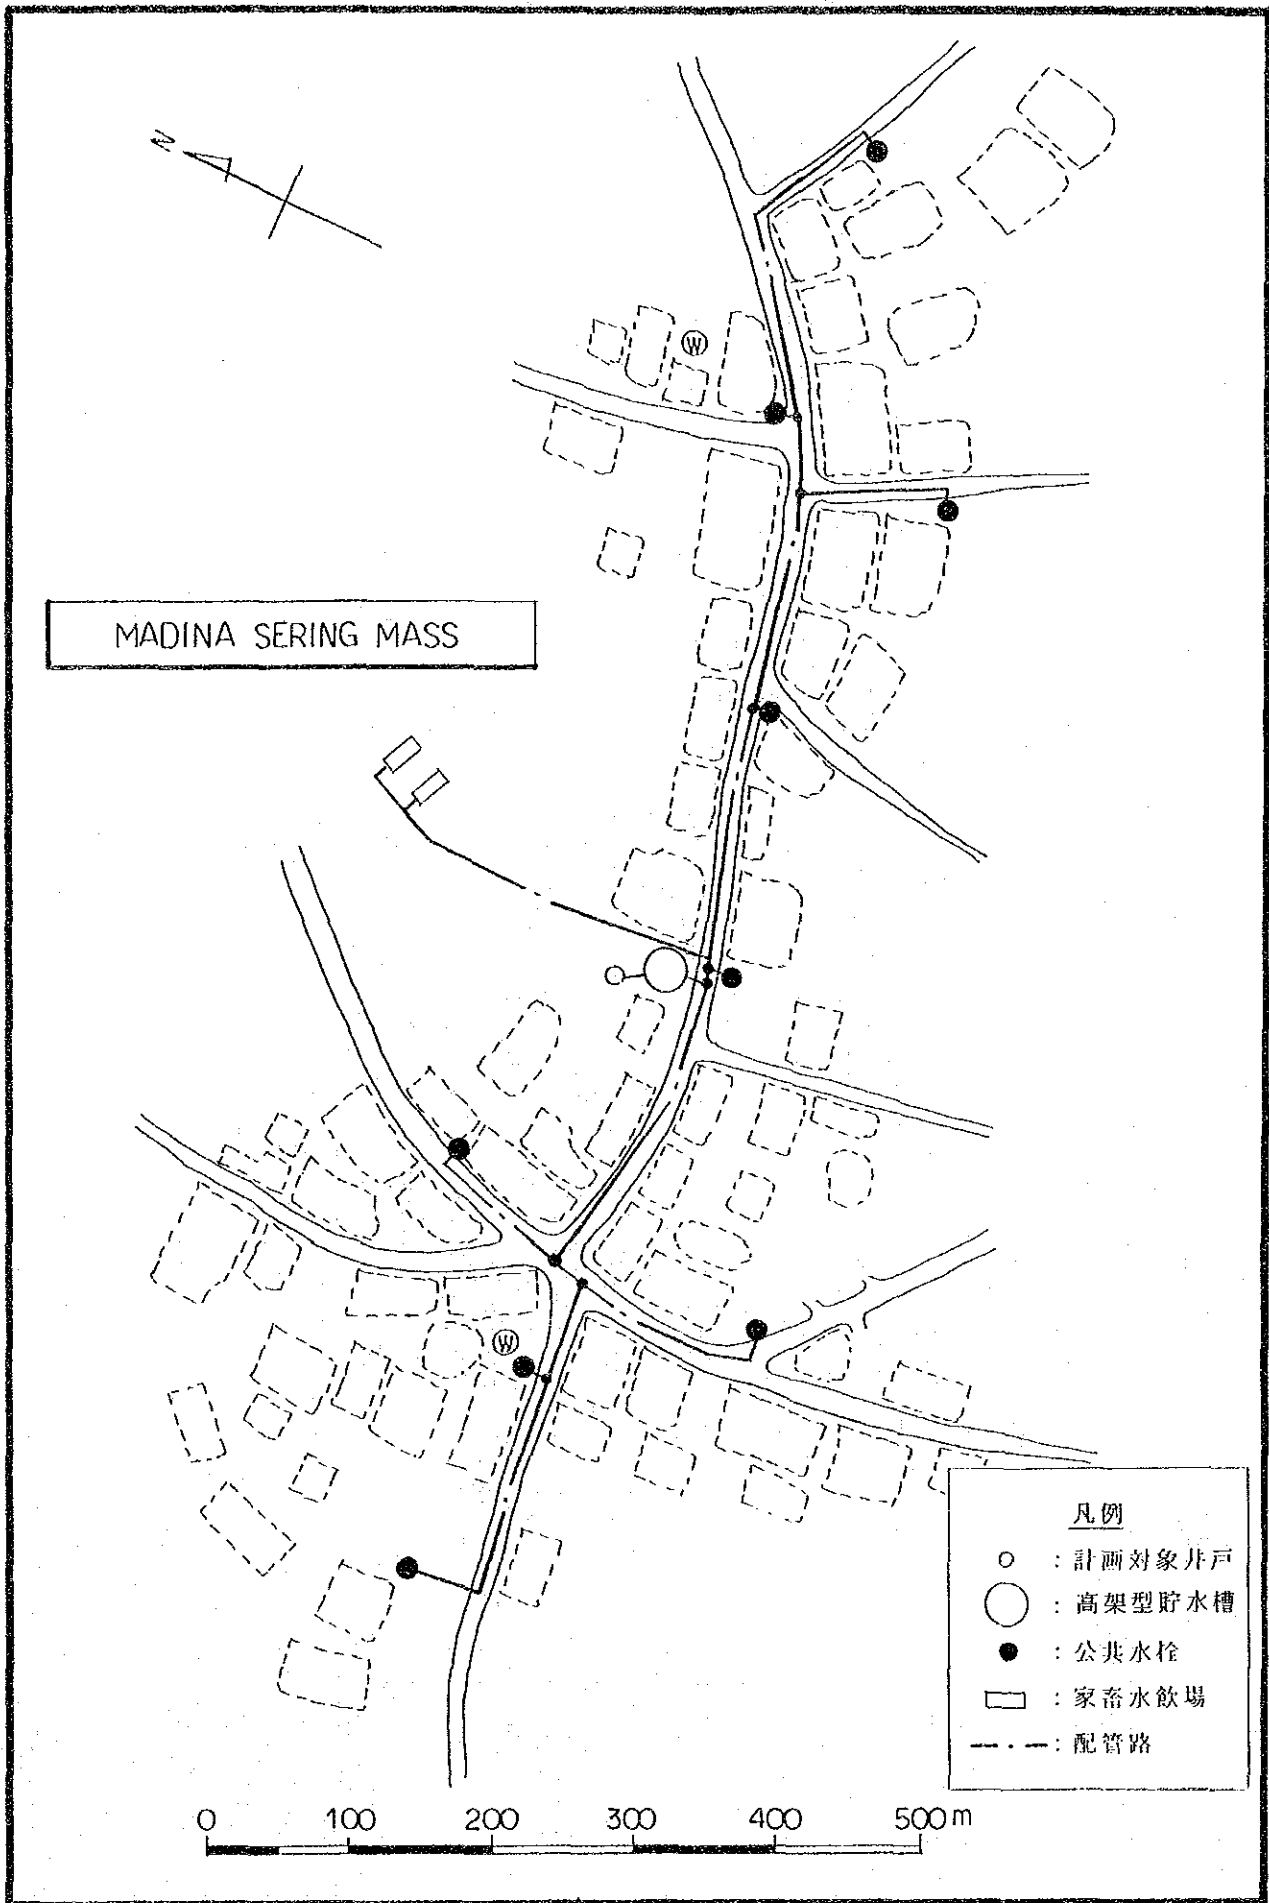 N
W
MADINA SERING MASS
W
凡例
○ : 計画対象井戸
◯ : 高架型貯水槽
● : 公共水栓
▭ : 家畜水飲場
—·— : 配管路
0 100 200 300 400 500m